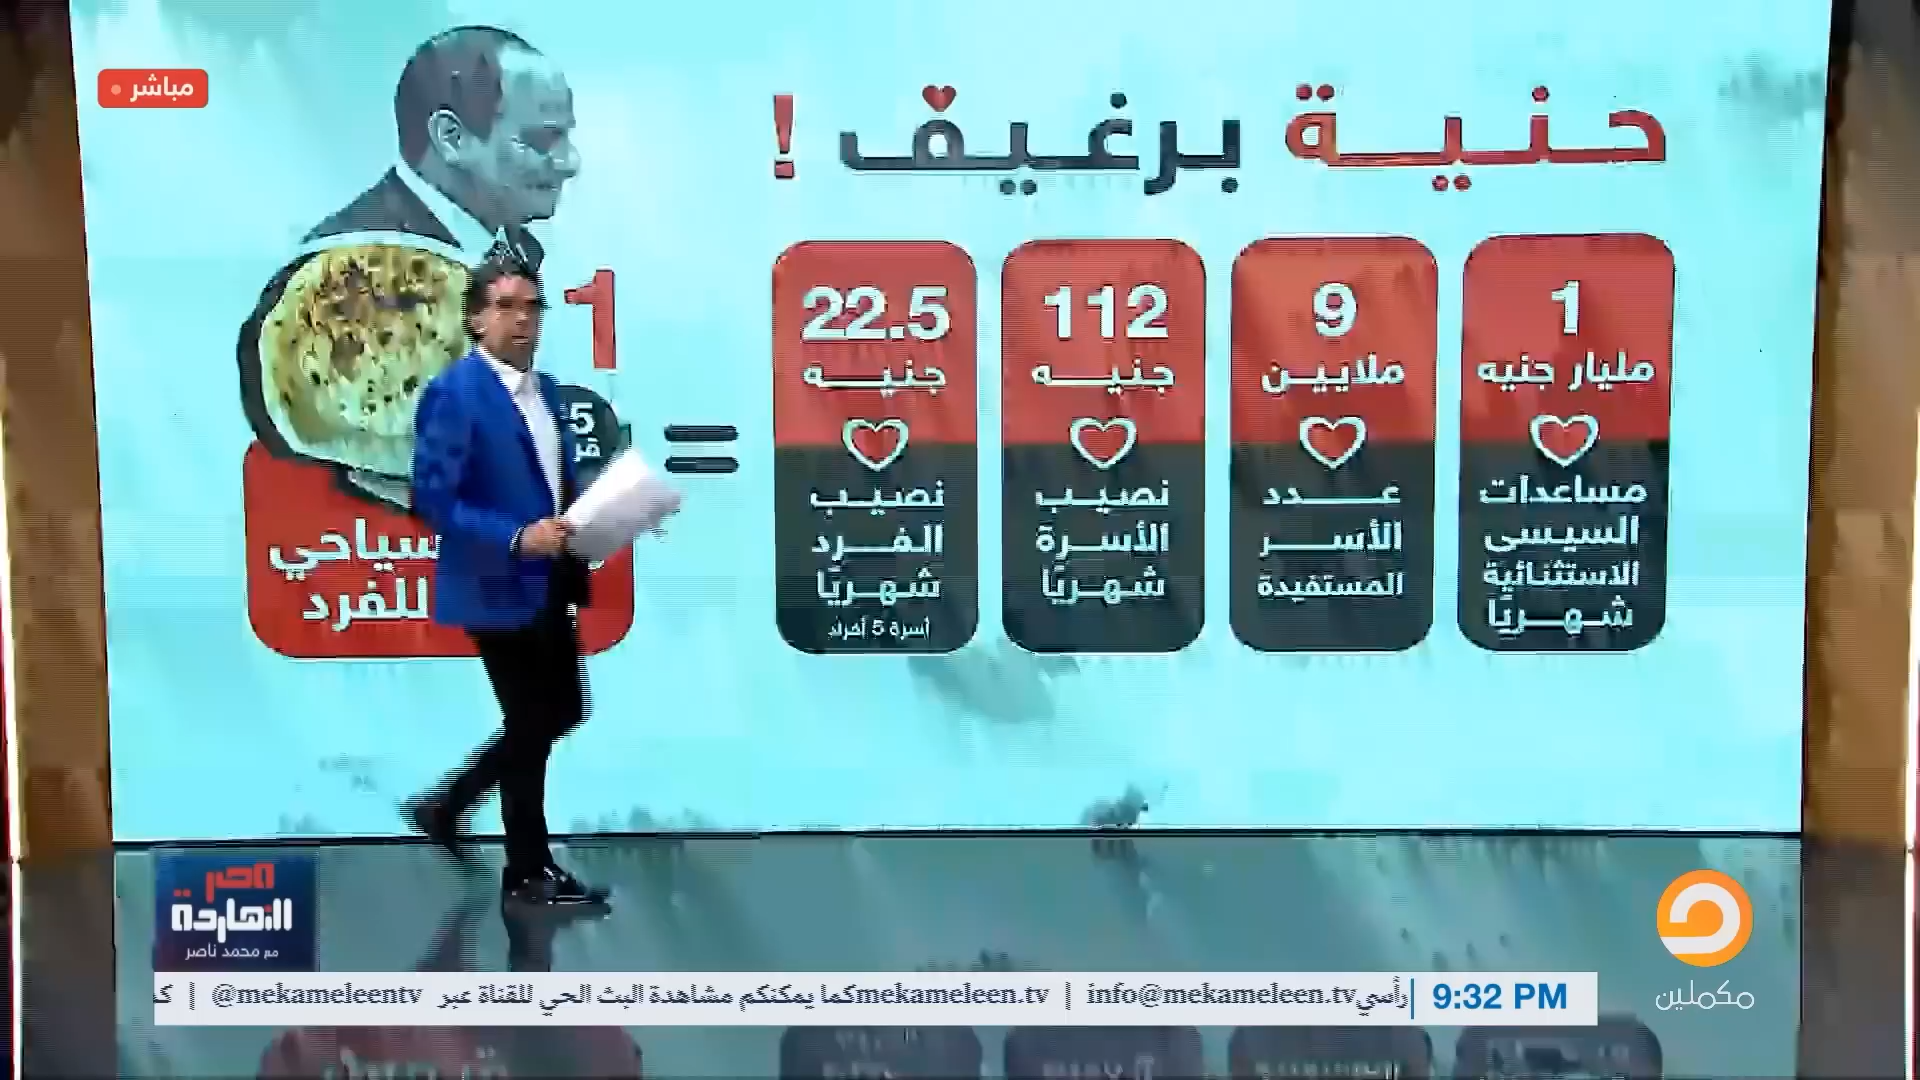 مباشر
حنية برغيف !
1
مليار جنيه
مساعدات
السيسى
الاستثنائية
شهريًا
9
ملايين
عدد
الأسر
المستفيدة
112
جنيه
نصيب
الأسرة
شهريًا
22.5
جنيه
نصيب
الفرد
شهريًا
أسرة 5 أفراد
=
1
5
سياحي
للفرد
مصر
النهاردة
مع محمد ناصر
9:32 PM
info@mekameleen.tv | mekameleen.tv كما يمكنكم مشاهدة البث الحي للقناة عبر @mekameleentv |
مكملين